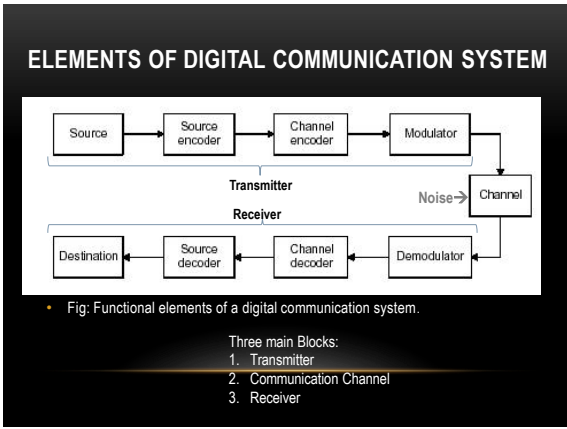 ELEMENTS OF DIGITAL COMMUNICATION SYSTEM
Source
Source
encoder
Channel
encoder
Modulator
Transmitter
Noise→
Channel
Receiver
Destination
Source
decoder
Channel
decoder
Demodulator
• Fig: Functional elements of a digital communication system.
Three main Blocks:
1. Transmitter
2. Communication Channel
3. Receiver